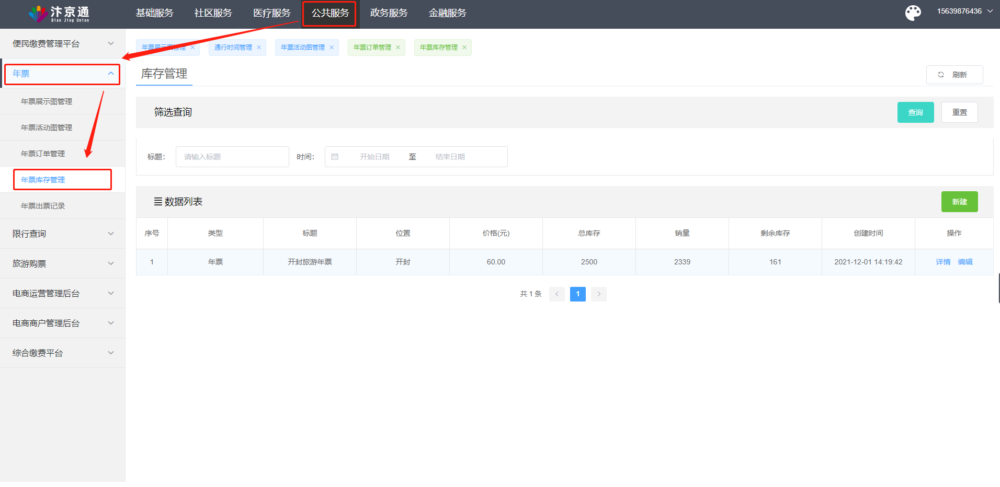 汴京通
Bian Jing Union
基础服务 社区服务 医疗服务 公共服务 政务服务 金融服务
15639876436
便民缴费管理平台
年票
年票展示图管理
年票活动图管理
年票订单管理
年票库存管理
年票出票记录
限行查询
旅游购票
电商运营管理后台
电商商户管理后台
综合缴费平台
年票展示图管理 × 通行时间管理 × 年票活动图管理 × 年票订单管理 × 年票库存管理 ×
库存管理
刷新
筛选查询
查询 重置
标题： 请输入标题 时间： 开始日期 至 结束日期
数据列表
新建
序号 类型 标题 位置 价格(元) 总库存 销量 剩余库存 创建时间 操作
1 年票 开封旅游年票 开封 60.00 2500 2339 161 2021-12-01 14:19:42 详情 编辑
共 1 条 < 1 >